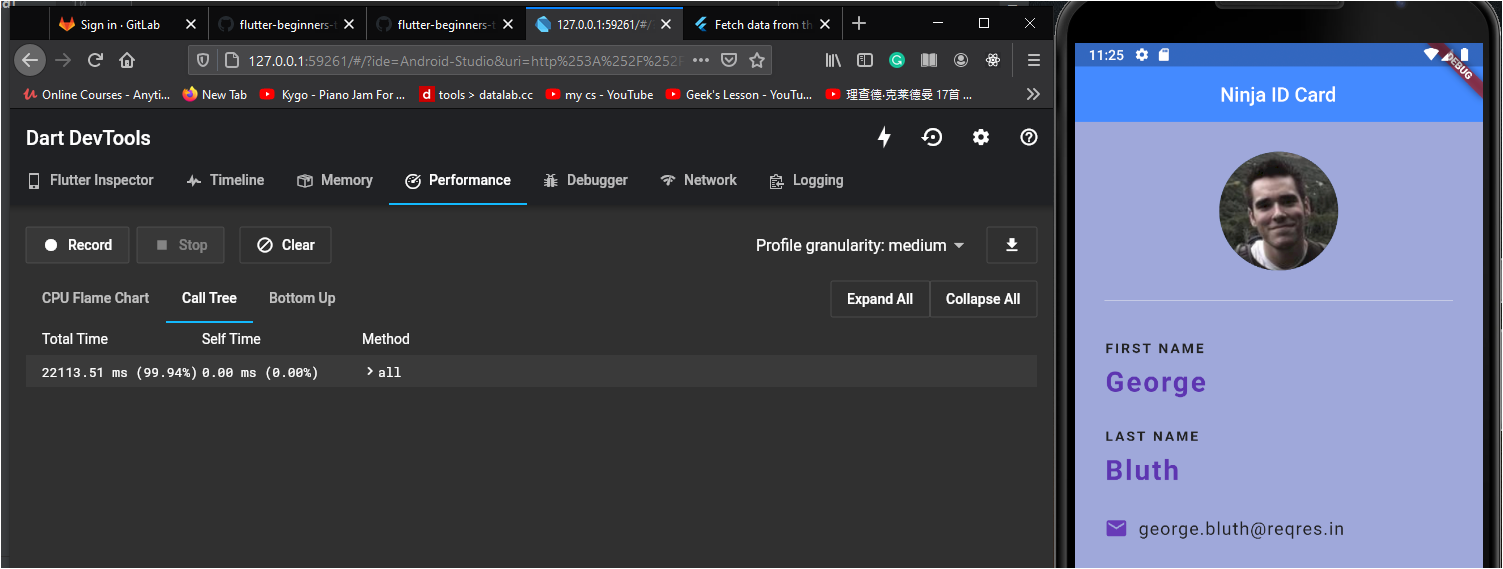 Sign in · GitLab
flutter-beginners-t
flutter-beginners-t
127.0.0.1:59261/#/
Fetch data from th
127.0.0.1:59261/#/?ide=Android-Studio&uri=http%253A%252F%252F
Online Courses - Anyti...
New Tab
Kygo - Piano Jam For ...
d tools > datalab.cc
my cs - YouTube
Geek's Lesson - YouTu...
理查德·克莱德曼 17首 ...
Dart DevTools
Flutter Inspector
Timeline
Memory
Performance
Debugger
Network
Logging
Record
Stop
Clear
Profile granularity: medium
CPU Flame Chart
Call Tree
Bottom Up
Expand All
Collapse All
Total Time
Self Time
Method
22113.51 ms (99.94%) 0.00 ms (0.00%) all
11:25
DEBUG
Ninja ID Card
FIRST NAME
George
LAST NAME
Bluth
george.bluth@reqres.in